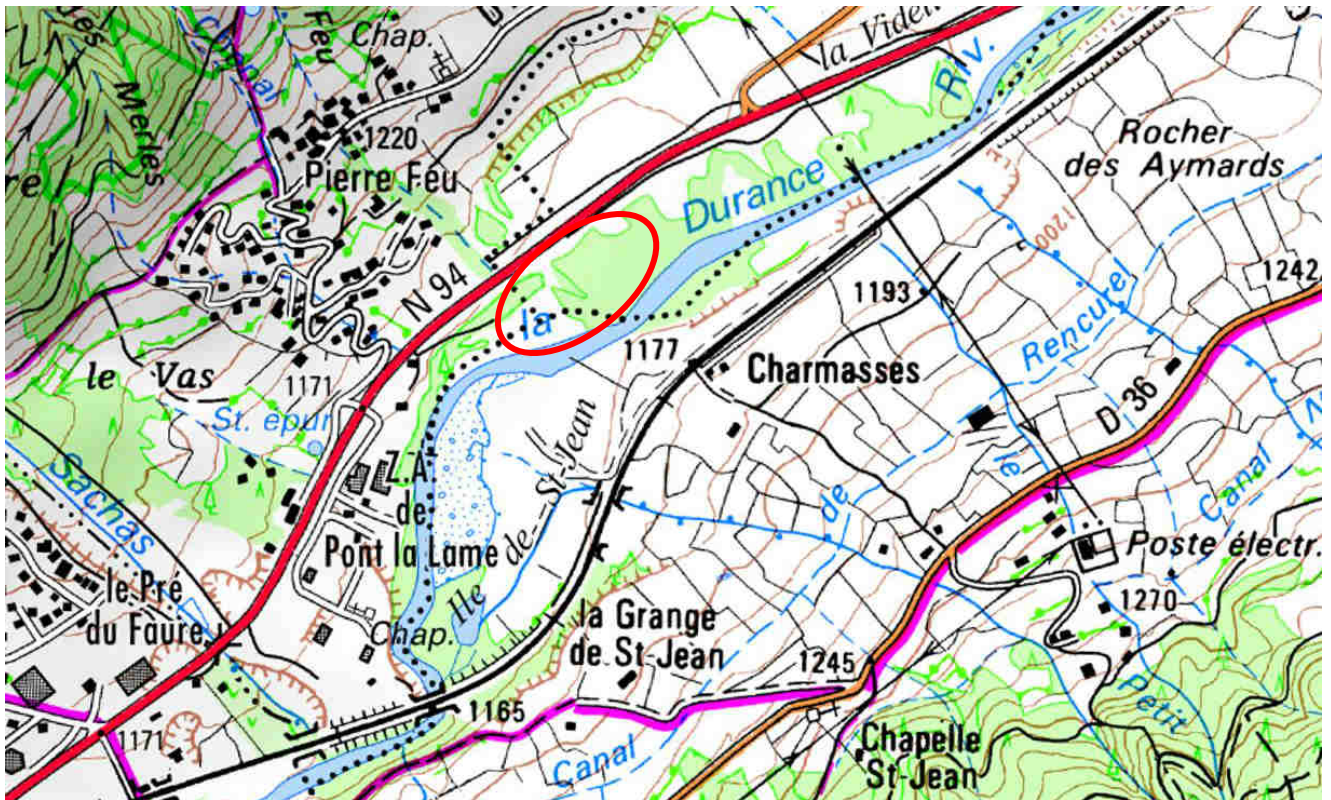 Feu
Chap.
Canal
Merles
1220
Pierre Feu
la
Riv.
Durance
Rocher
des Aymards
1200
N 94
la
1193
1242
Rencurel
de
le Vas
1171
St. épur
1177
Charmasses
D 36
Sachas
Z.A.
de
Pont la Lame
Ile de St-Jean
le
Canal
Poste électr.
le Pré
du Faure
Chap.
la Grange
de St-Jean
1270
1245
Petit
1165
1171
Canal
Chapelle
St-Jean